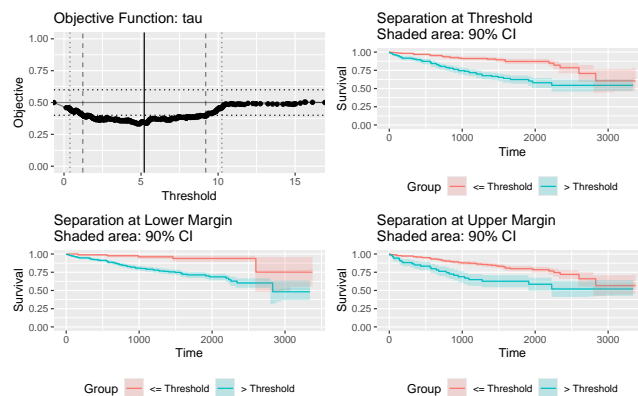 Objective Function: tau
1.00
0.75
0.50
0.25
0.00
Objective
0
5
10
15
Threshold
Separation at Threshold
Shaded area: 90% CI
1.00
0.75
0.50
0.25
0.00
Survival
0
1000
2000
3000
Time
Group
<= Threshold
> Threshold
Separation at Lower Margin
Shaded area: 90% CI
1.00
0.75
0.50
0.25
0.00
Survival
0
1000
2000
3000
Time
Group
<= Threshold
> Threshold
Separation at Upper Margin
Shaded area: 90% CI
1.00
0.75
0.50
0.25
0.00
Survival
0
1000
2000
3000
Time
Group
<= Threshold
> Threshold